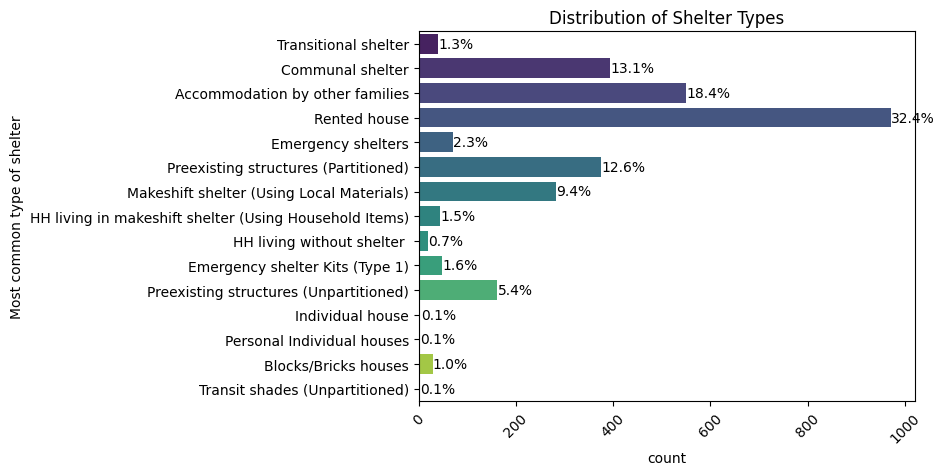 Distribution of Shelter Types
Most common type of shelter
Transitional shelter 1.3%
Communal shelter 13.1%
Accommodation by other families 18.4%
Rented house 32.4%
Emergency shelters 2.3%
Preexisting structures (Partitioned) 12.6%
Makeshift shelter (Using Local Materials) 9.4%
HH living in makeshift shelter (Using Household Items) 1.5%
HH living without shelter 0.7%
Emergency shelter Kits (Type 1) 1.6%
Preexisting structures (Unpartitioned) 5.4%
Individual house 0.1%
Personal Individual houses 0.1%
Blocks/Bricks houses 1.0%
Transit shades (Unpartitioned) 0.1%
0 200 400 600 800 1000
count